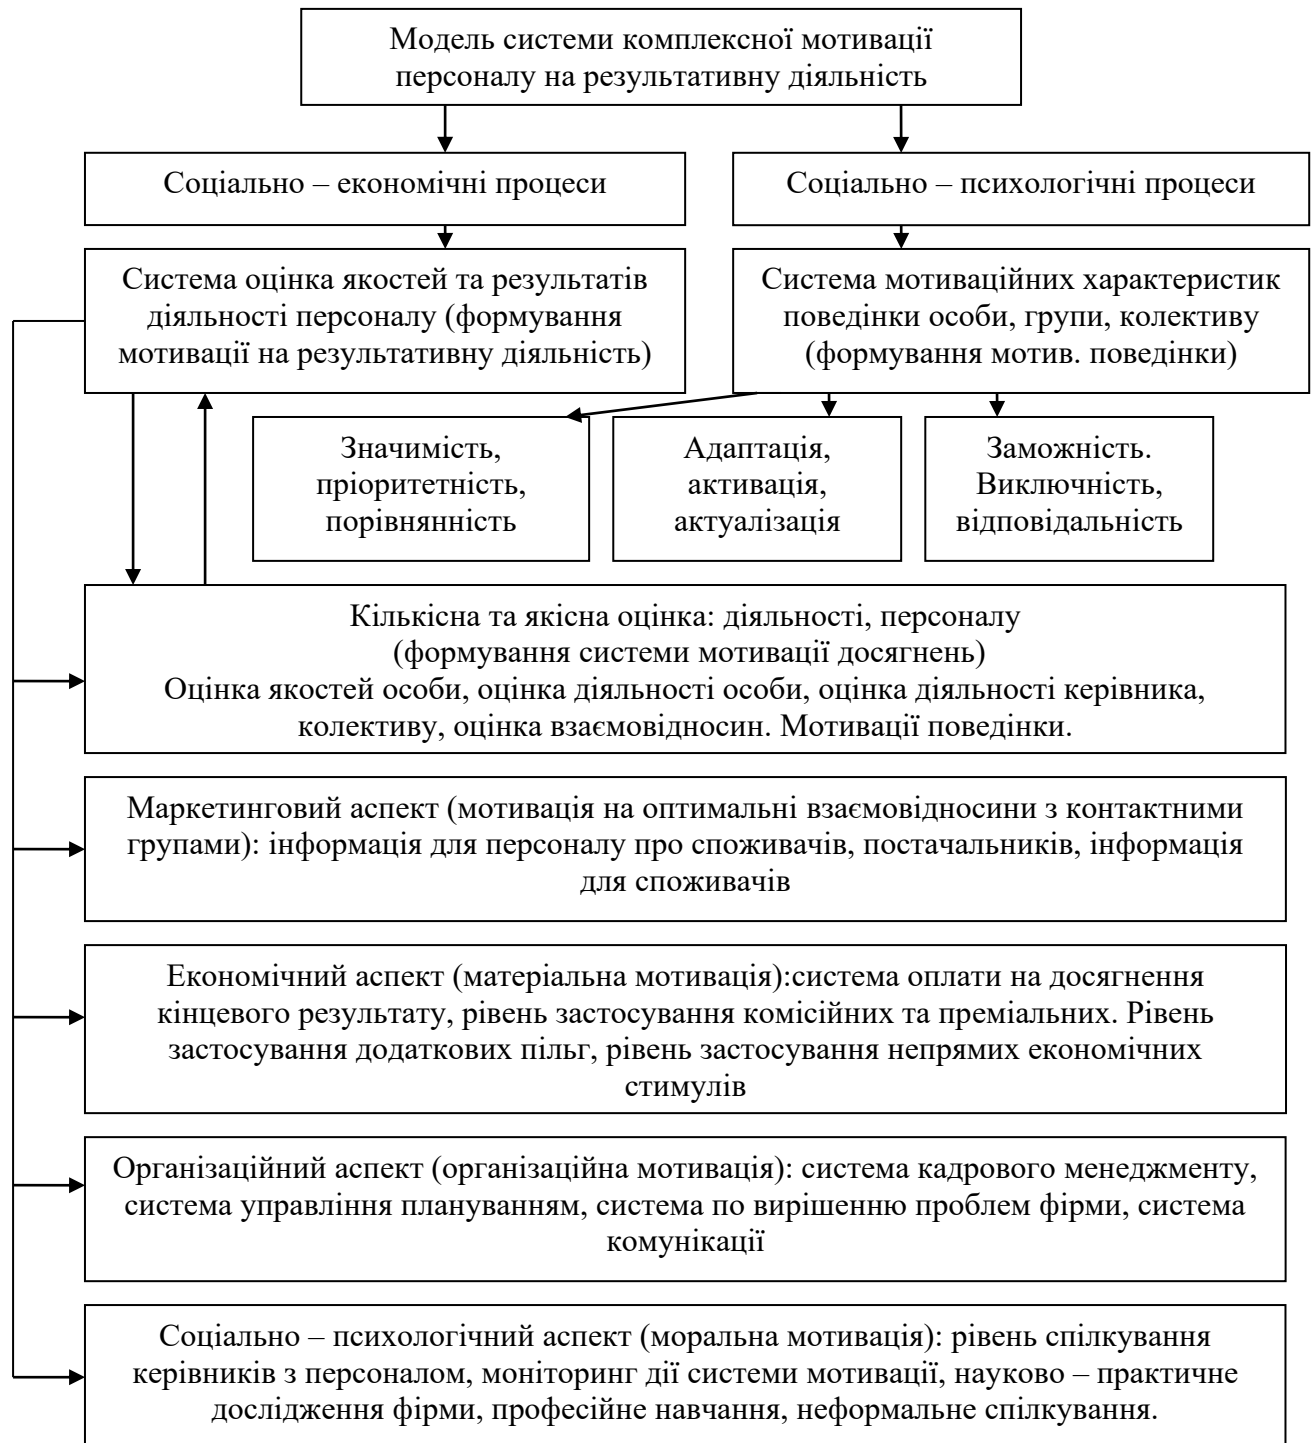 Модель системи комплексної мотивації
персоналу на результативну діяльність
Соціально – економічні процеси
Соціально – психологічні процеси
Система оцінка якостей та результатів
діяльності персоналу (формування
мотивації на результативну діяльність)
Система мотиваційних характеристик
поведінки особи, групи, колективу
(формування мотив. поведінки)
Значимість,
пріоритетність,
порівнянність
Адаптація,
активація,
актуалізація
Заможність.
Виключність,
відповідальність
Кількісна та якісна оцінка: діяльності, персоналу
(формування системи мотивації досягнень)
Оцінка якостей особи, оцінка діяльності особи, оцінка діяльності керівника,
колективу, оцінка взаємовідносин. Мотивації поведінки.
Маркетинговий аспект (мотивація на оптимальні взаємовідносини з контактними
групами): інформація для персоналу про споживачів, постачальників, інформація
для споживачів
Економічний аспект (матеріальна мотивація):система оплати на досягнення
кінцевого результату, рівень застосування комісійних та преміальних. Рівень
застосування додаткових пільг, рівень застосування непрямих економічних
стимулів
Організаційний аспект (організаційна мотивація): система кадрового менеджменту,
система управління плануванням, система по вирішенню проблем фірми, система
комунікації
Соціально – психологічний аспект (моральна мотивація): рівень спілкування
керівників з персоналом, моніторинг дії системи мотивації, науково – практичне
дослідження фірми, професійне навчання, неформальне спілкування.